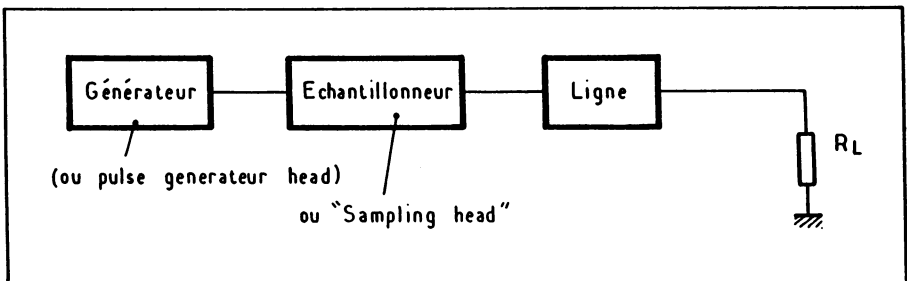 Générateur
Echantillonneur
Ligne
RL
(ou pulse generateur head)
ou "Sampling head"